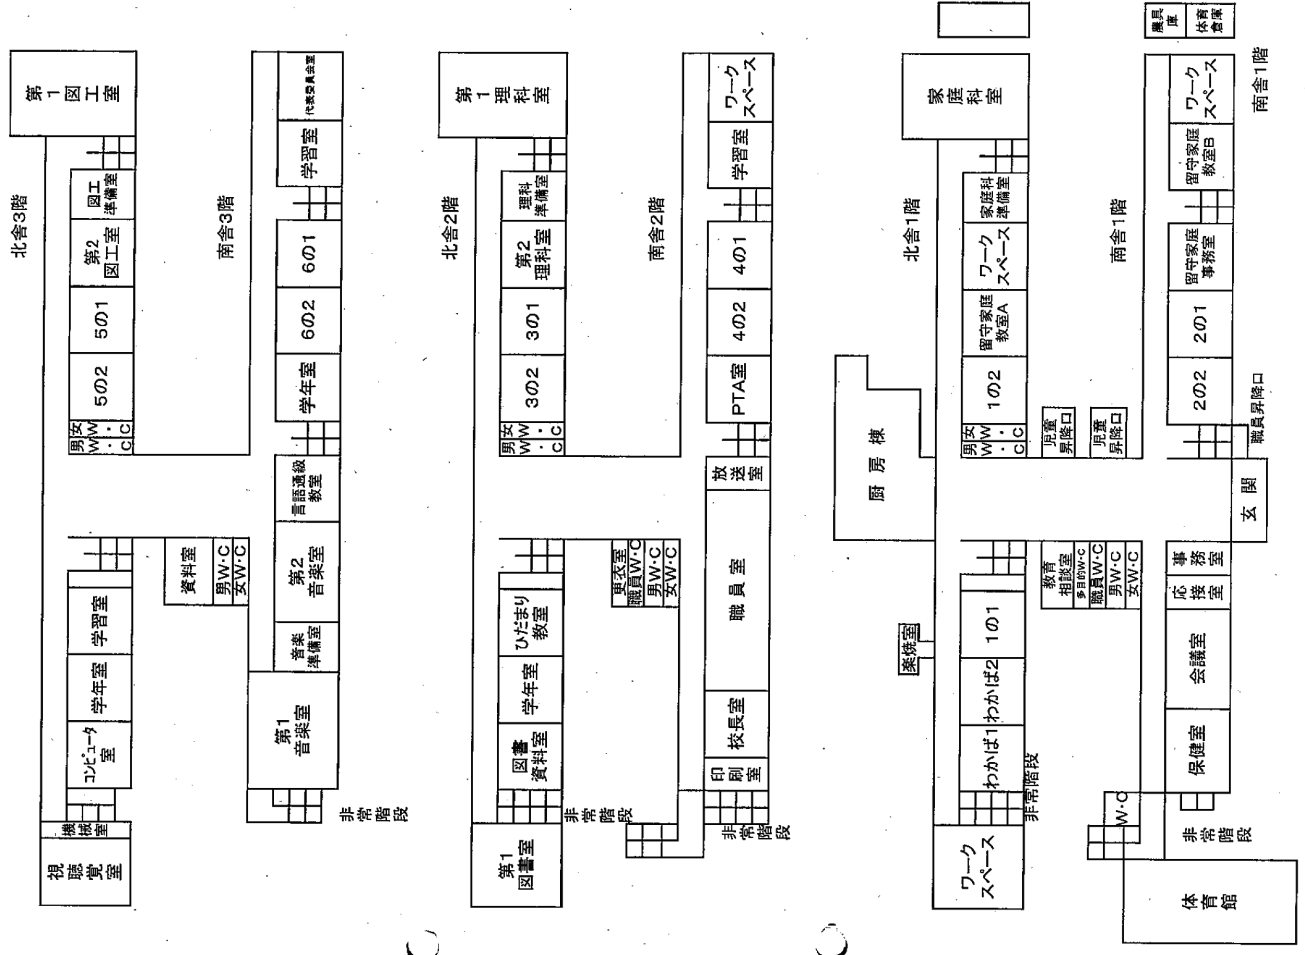 北舎3階
第1
図工室
図工
準備室
第2
図工室
5の1
5の2
男W・C
女W・C
学習室
学年室
コンピュータ
室
機械室
視聴覚室
資料室
男W・C
女W・C
南舎3階
代表委員会室
学習室
6の1
6の2
学年室
言語通級
教室
第2
音楽室
音楽
準備室
第1
音楽室
非常階段
北舎2階
第1
理科室
理科
準備室
第2
理科室
3の1
3の2
男W・C
女W・C
ひだまり
教室
学年室
図書
資料室
第1
図書室
非常階段
更衣室
職員W・C
男W・C
女W・C
南舎2階
ワーク
スペース
学習室
4の1
4の2
PTA室
放送室
職員室
校長室
印刷室
非常階段
北舎1階
家庭科室
家庭科
準備室
ワーク
スペース
留守家庭
教室A
1の2
男W・C
女W・C
厨房棟
楽焼室
1の1
わかば2
わかば1
非常階段
ワーク
スペース
児童
昇降口
児童
昇降口
教育
相談室
多目的W・C
職員W・C
男W・C
女W・C
南舎1階
南舎1階
農具庫
体育倉庫
ワーク
スペース
留守家庭
教室B
留守家庭
事務室
2の1
2の2
職員昇降口
玄関
事務室
応接室
会議室
保健室
W・C
非常階段
体育館